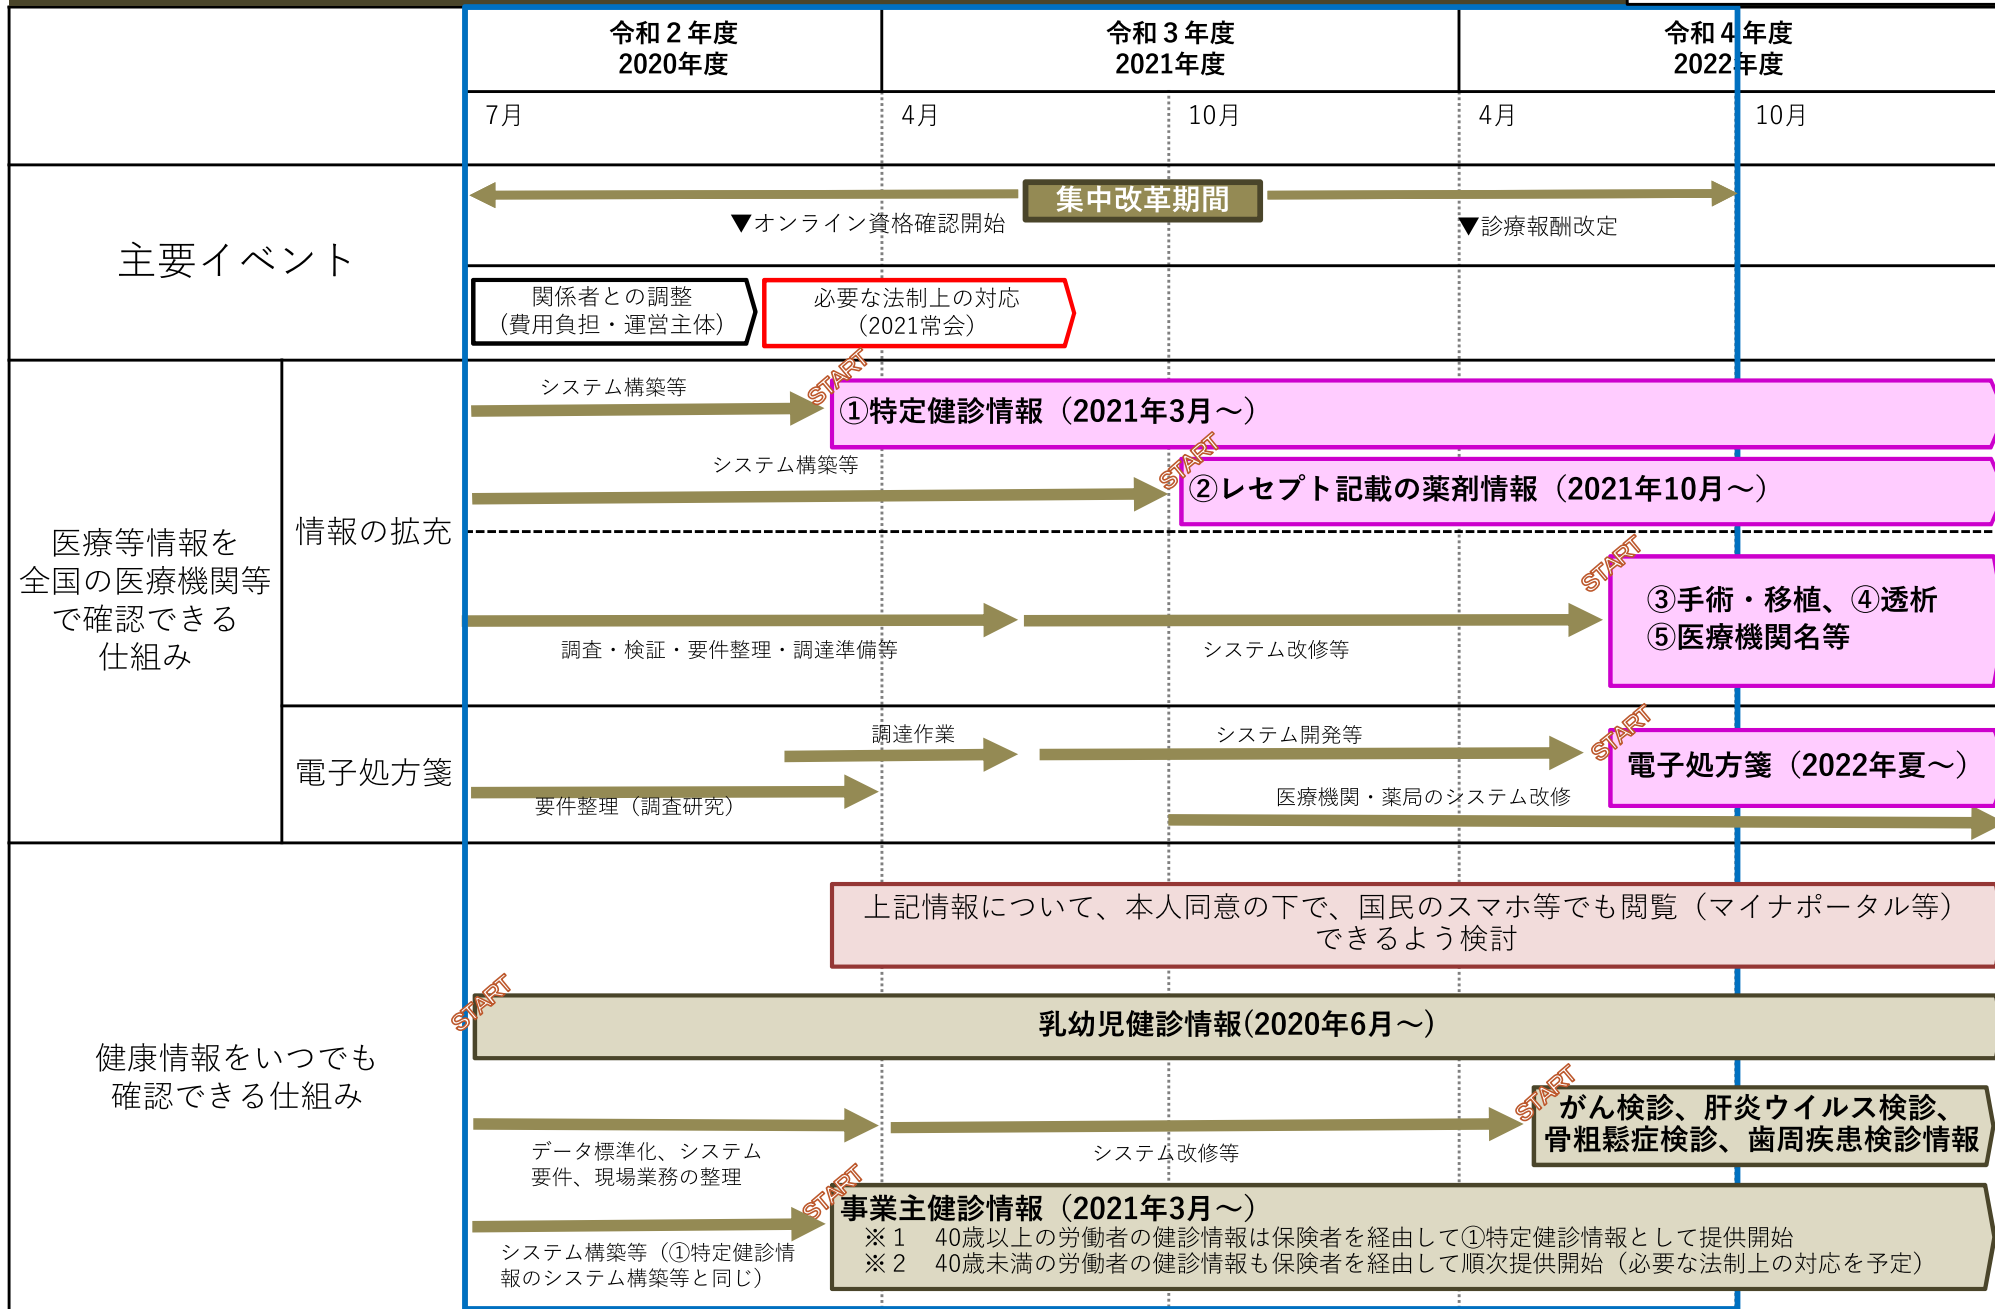 令和２年度
2020年度
令和３年度
2021年度
令和４年度
2022年度
7月
4月
10月
4月
10月
主要イベント
集中改革期間
▼オンライン資格確認開始
▼診療報酬改定
関係者との調整
（費用負担・運営主体）
必要な法制上の対応
（2021常会）
医療等情報を
全国の医療機関等
で確認できる
仕組み
情報の拡充
システム構築等
START
①特定健診情報（2021年3月～）
システム構築等
START
②レセプト記載の薬剤情報（2021年10月～）
調査・検証・要件整理・調達準備等
システム改修等
START
③手術・移植、④透析
⑤医療機関名等
電子処方箋
調達作業
システム開発等
START
電子処方箋（2022年夏～）
要件整理（調査研究）
医療機関・薬局のシステム改修
健康情報をいつでも
確認できる仕組み
上記情報について、本人同意の下で、国民のスマホ等でも閲覧（マイナポータル等）
できるよう検討
START
乳幼児健診情報(2020年6月～)
データ標準化、システム
要件、現場業務の整理
システム改修等
START
がん検診、肝炎ウイルス検診、
骨粗鬆症検診、歯周疾患検診情報
システム構築等（①特定健診情
報のシステム構築等と同じ）
START
事業主健診情報（2021年3月～）
※１　40歳以上の労働者の健診情報は保険者を経由して①特定健診情報として提供開始
※２　40歳未満の労働者の健診情報も保険者を経由して順次提供開始（必要な法制上の対応を予定）